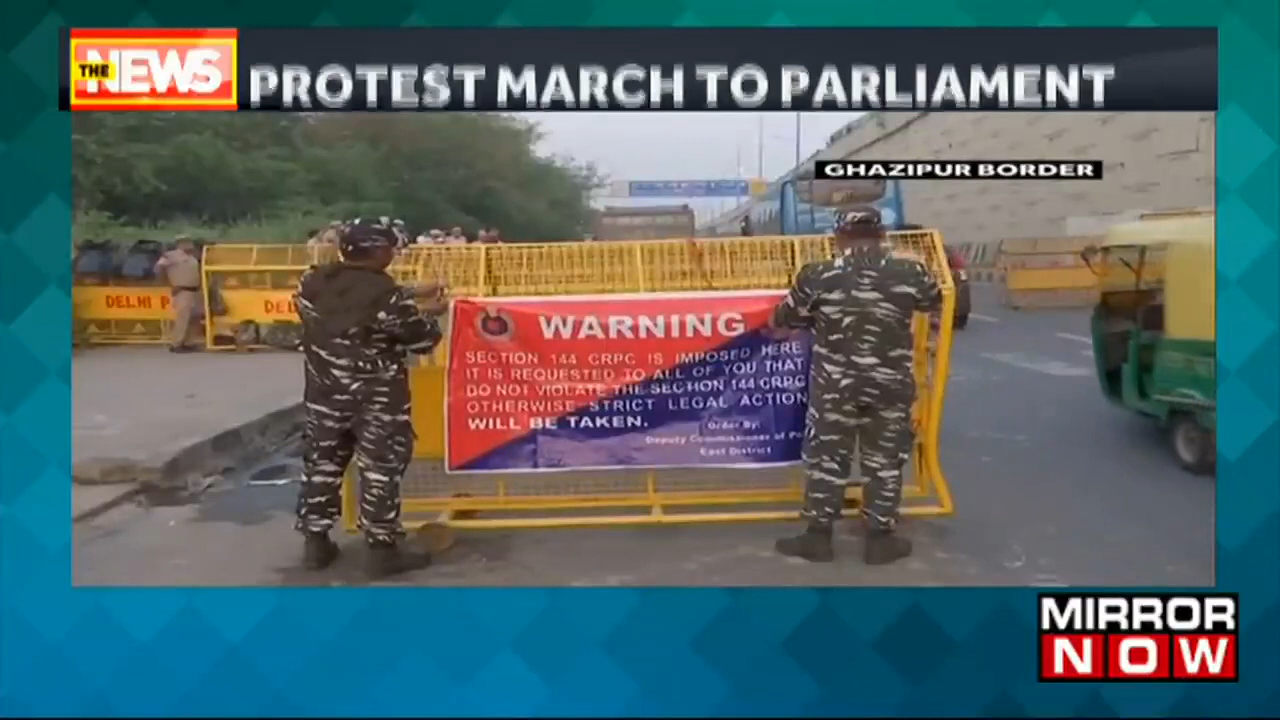 THE NEWS
PROTEST MARCH TO PARLIAMENT
GHAZIPUR BORDER
DELHI P
DEL
WARNING
SECTION 144 CRPC IS IMPOSED HERE
IT IS REQUESTED TO ALL OF YOU THAT
DO NOT VIOLATE THE SECTION 144 CRPC
OTHERWISE STRICT LEGAL ACTION
WILL BE TAKEN.
Order By:
Deputy Commissioner of Po
East District
MIRROR
NOW